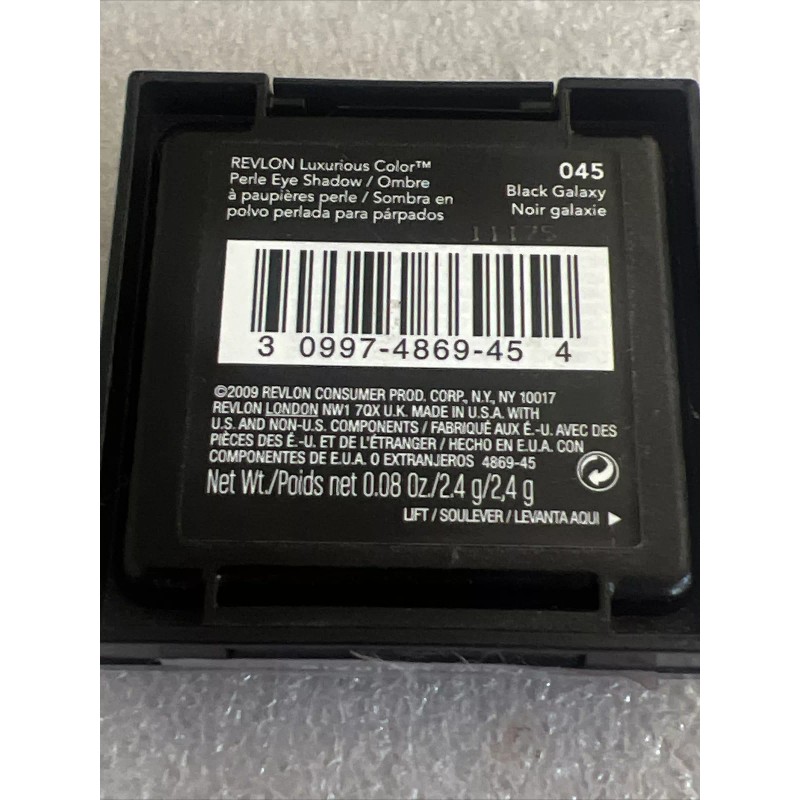 REVLON Luxurious Color™
Perle Eye Shadow / Ombre
à paupières perle / Sombra en
polvo perlada para párpados
045
Black Galaxy
Noir galaxie
11175
3 0997-4869-45 4
©2009 REVLON CONSUMER PROD. CORP., N.Y., NY 10017
REVLON LONDON NW1 7QX U.K. MADE IN U.S.A. WITH
U.S. AND NON-U.S. COMPONENTS / FABRIQUÉ AUX É.-U. AVEC DES
PIÈCES DES É.-U. ET DE L'ÉTRANGER / HECHO EN E.U.A. CON
COMPONENTES DE E.U.A. O EXTRANJEROS 4869-45
Net Wt./Poids net 0.08 Oz./2.4 g/2,4 g
LIFT / SOULEVER / LEVANTA AQUI ▶